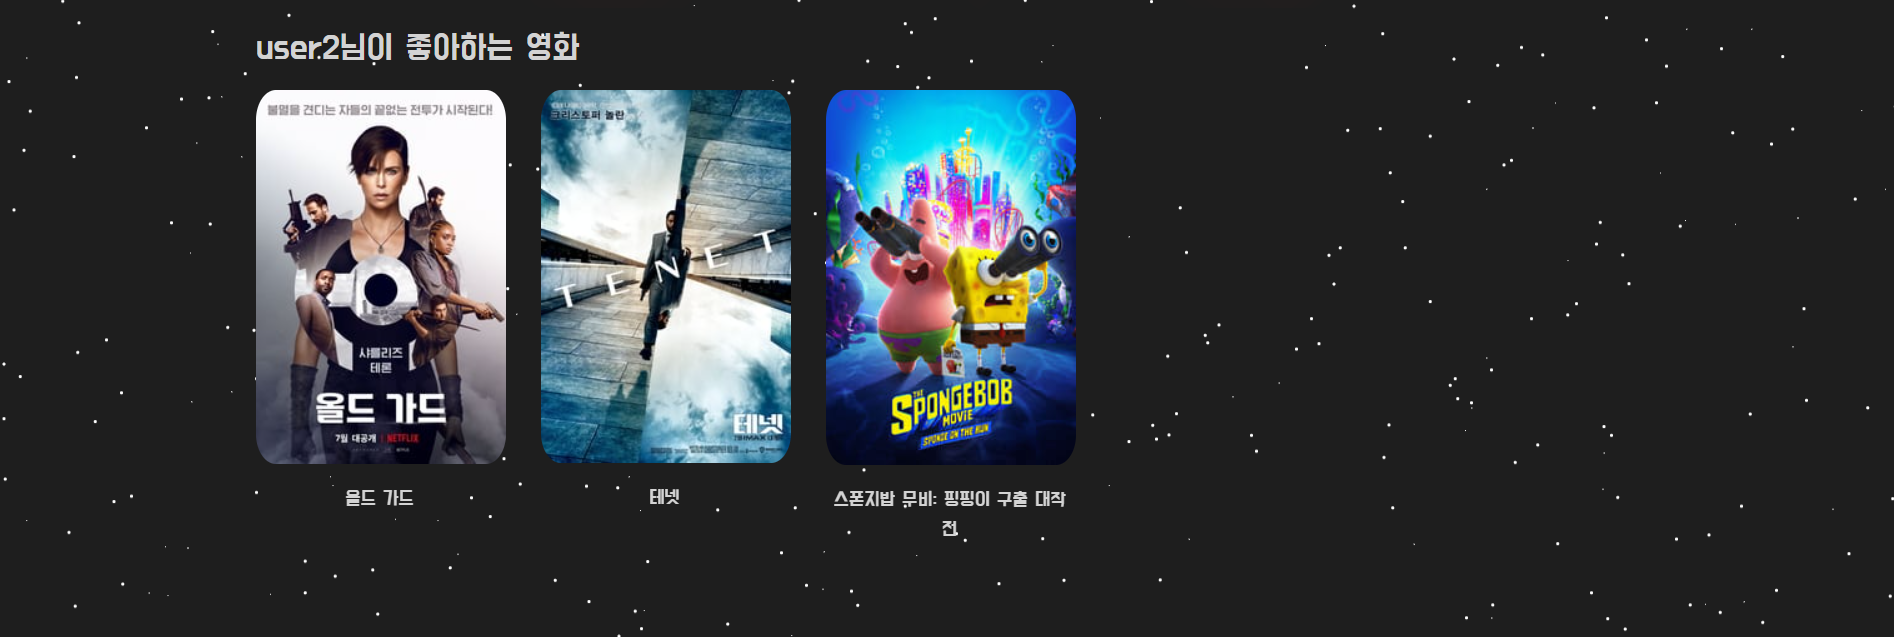 user2님이 좋아하는 영화
불멸을 견디는 자들의 끝없는 전투가 시작된다!
샤를리즈
테론
올드 가드
7월 대공개 | NETFLIX
올드 가드
크리스토퍼 놀란
TENET
테넷
IMAX
테넷
THE
SPONGEBOB
MOVIE
SPONGE ON THE RUN
스폰지밥 무비: 핑핑이 구출 대작
전